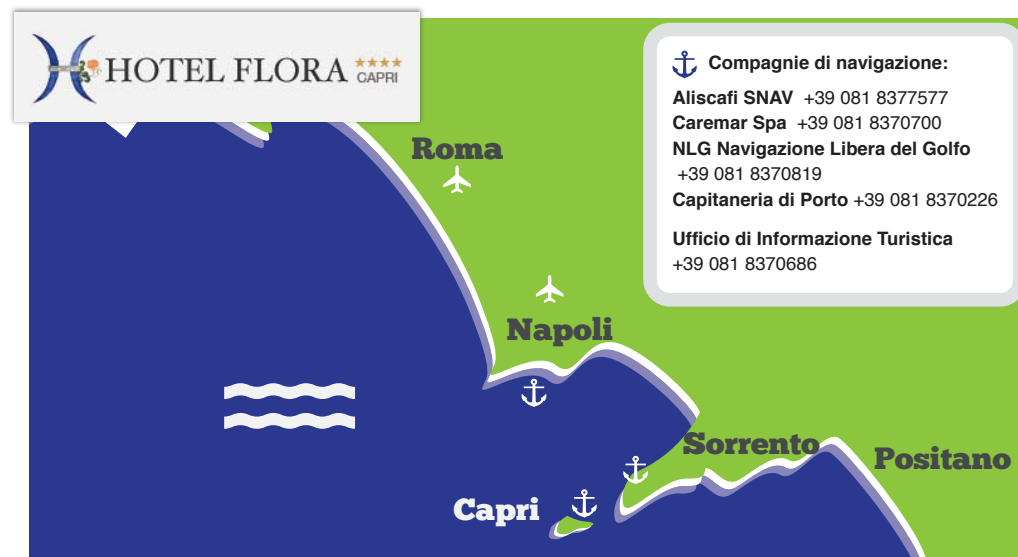 HOTEL FLORA ★★★★
CAPRI
Compagnie di navigazione:
Aliscafi SNAV +39 081 8377577
Caremar Spa +39 081 8370700
NLG Navigazione Libera del Golfo
+39 081 8370819
Capitaneria di Porto +39 081 8370226
Ufficio di Informazione Turistica
+39 081 8370686
Roma
Napoli
Sorrento
Positano
Capri